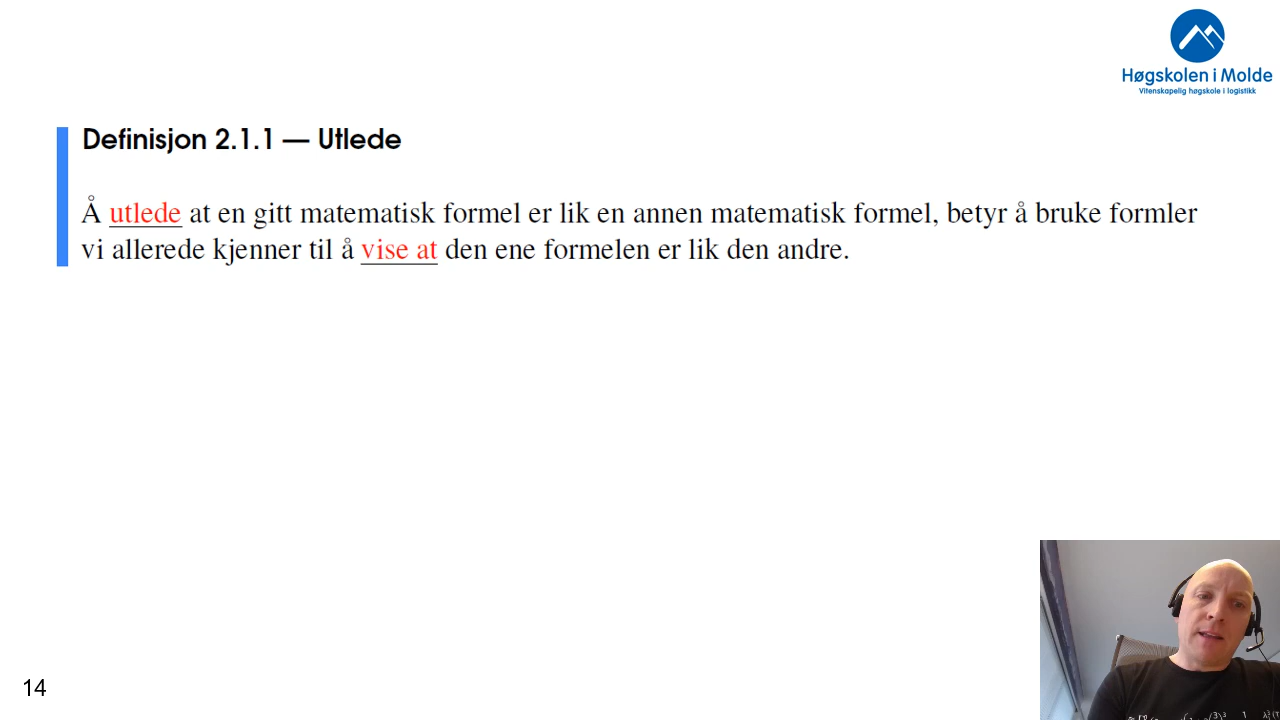 Høgskolen i Molde
Vitenskapelig høgskole i logistikk
Definisjon 2.1.1 — Utlede
Å utlede at en gitt matematisk formel er lik en annen matematisk formel, betyr å bruke formler
vi allerede kjenner til å vise at den ene formelen er lik den andre.
14